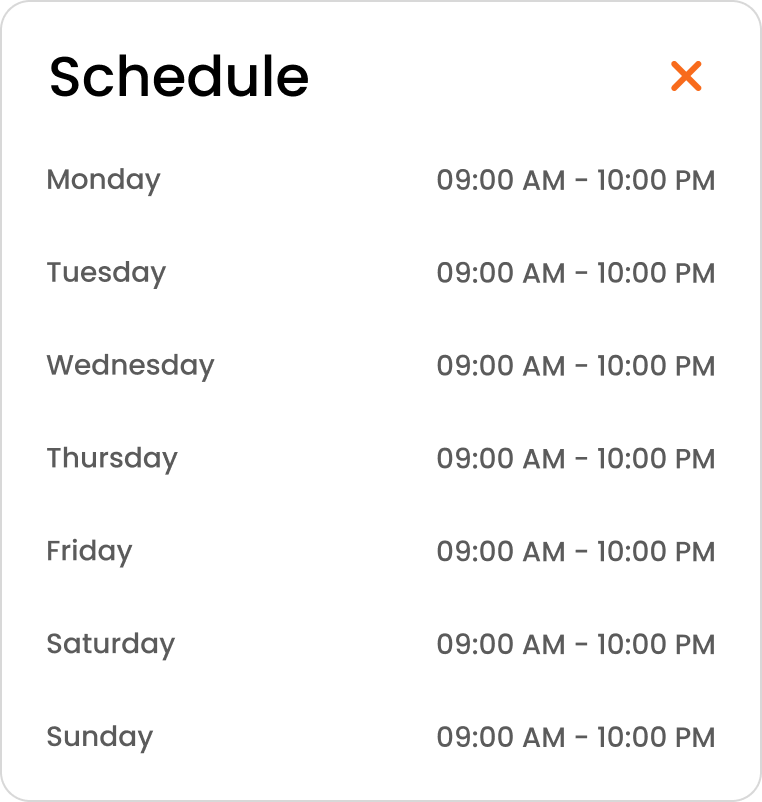 Schedule
Monday 09:00 AM - 10:00 PM
Tuesday 09:00 AM - 10:00 PM
Wednesday 09:00 AM - 10:00 PM
Thursday 09:00 AM - 10:00 PM
Friday 09:00 AM - 10:00 PM
Saturday 09:00 AM - 10:00 PM
Sunday 09:00 AM - 10:00 PM